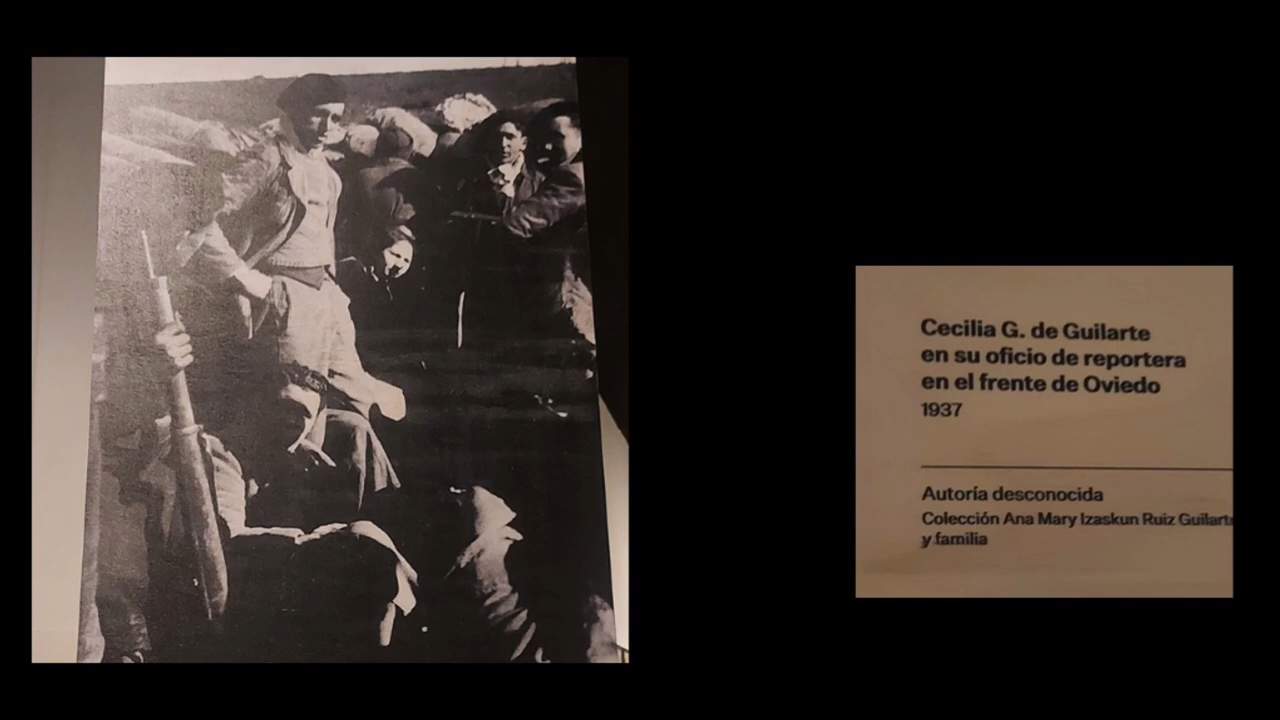 Cecilia G. de Guilarte
en su oficio de reportera
en el frente de Oviedo
1937
Autoría desconocida
Colección Ana Mary Izaskun Ruiz Guilarte
y familia